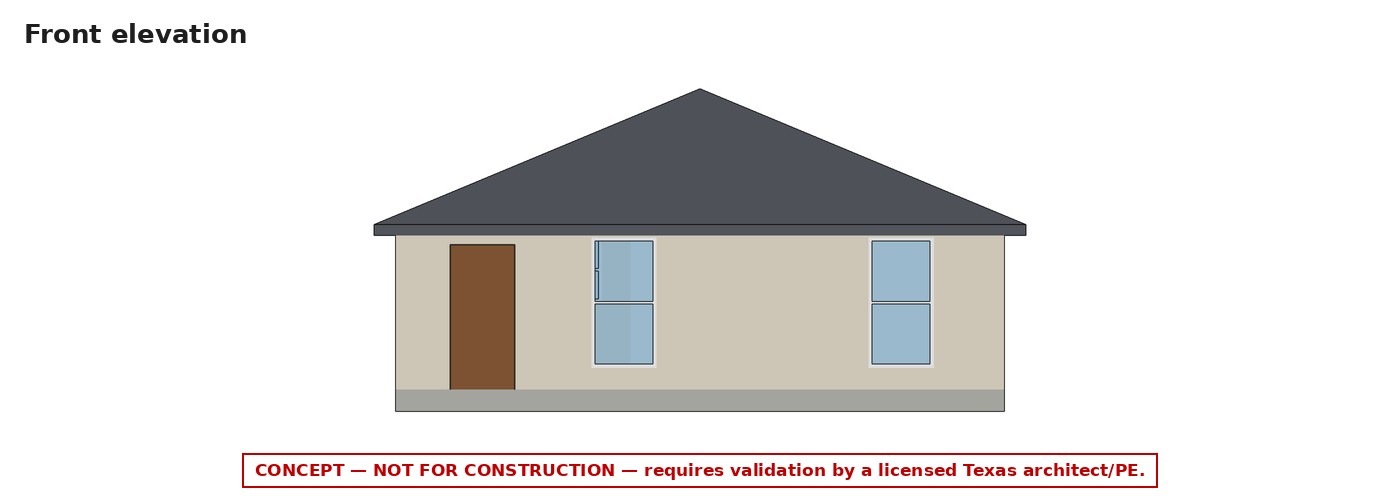 Front elevation
CONCEPT — NOT FOR CONSTRUCTION — requires validation by a licensed Texas architect/PE.